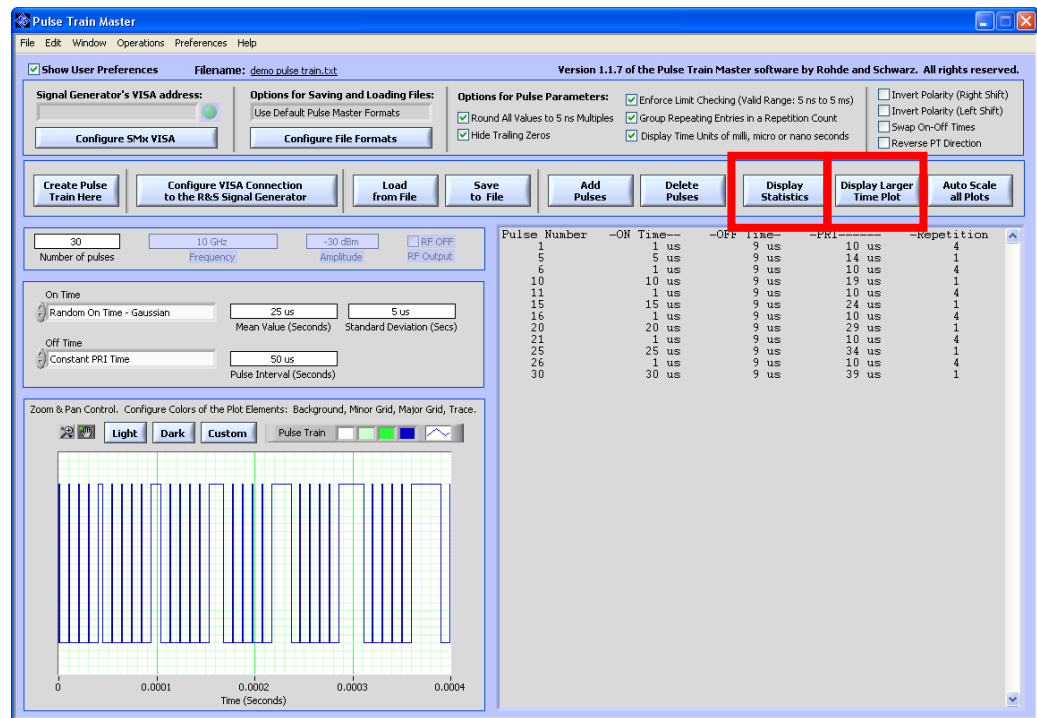 Pulse Train Master
File Edit Window Operations Preferences Help
Show User Preferences Filename: demo pulse train.txt Version 1.1.7 of the Pulse Train Master software by Rohde and Schwarz. All rights reserved.
Signal Generator's VISA address:
Configure SMx VISA
Options for Saving and Loading Files:
Use Default Pulse Master Formats
Configure File Formats
Options for Pulse Parameters:
Round All Values to 5 ns Multiples
Hide Trailing Zeros
Enforce Limit Checking (Valid Range: 5 ns to 5 ms)
Group Repeating Entries in a Repetition Count
Display Time Units of milli, micro or nano seconds
Invert Polarity (Right Shift)
Invert Polarity (Left Shift)
Swap On-Off Times
Reverse PT Direction
Create Pulse
Train Here
Configure VISA Connection
to the R&S Signal Generator
Load
from File
Save
to File
Add
Pulses
Delete
Pulses
Display
Statistics
Display Larger
Time Plot
Auto Scale
all Plots
30 10 GHz -30 dBm RF OFF
Number of pulses Frequency Amplitude RF Output
On Time
Random On Time - Gaussian 25 us 5 us
Mean Value (Seconds) Standard Deviation (Secs)
Off Time
Constant PRI Time 50 us
Pulse Interval (Seconds)
Zoom & Pan Control. Configure Colors of the Plot Elements: Background, Minor Grid, Major Grid, Trace.
Light Dark Custom Pulse Train
0 0.0001 0.0002 0.0003 0.0004
Time (Seconds)
Pulse Number -ON Time-- -OFF Time- -PRI------ -Repetition
1 1 us 9 us 10 us 4
5 5 us 9 us 14 us 1
6 1 us 9 us 10 us 4
10 10 us 9 us 19 us 1
11 1 us 9 us 10 us 4
15 15 us 9 us 24 us 1
16 1 us 9 us 10 us 4
20 20 us 9 us 29 us 1
21 1 us 9 us 10 us 4
25 25 us 9 us 34 us 1
26 1 us 9 us 10 us 4
30 30 us 9 us 39 us 1